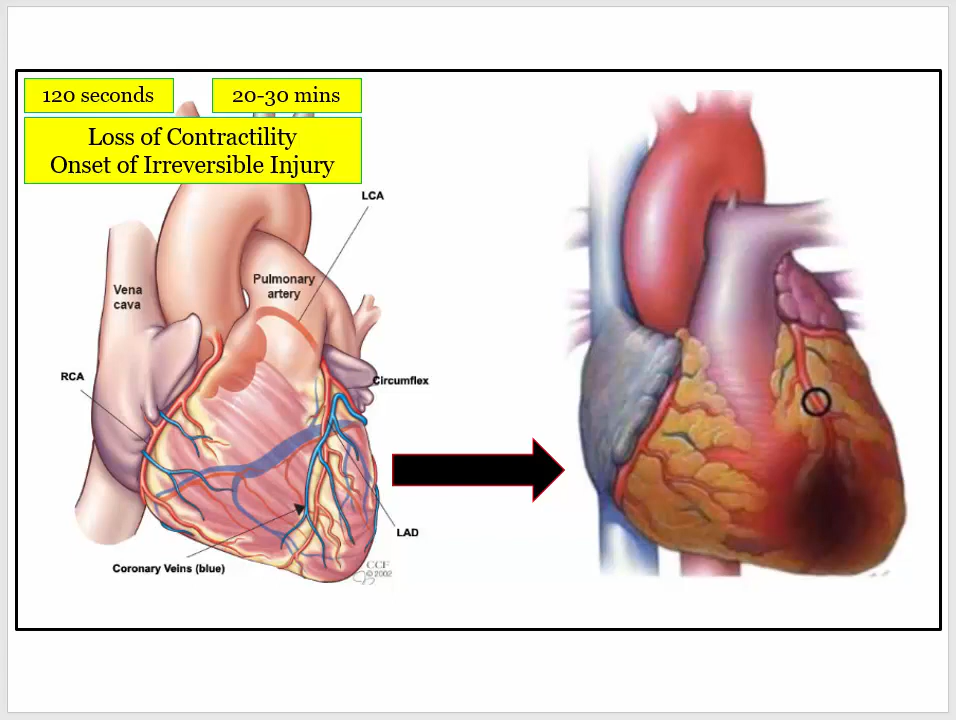 120 seconds
20-30 mins
Loss of Contractility
Onset of Irreversible Injury
LCA
Pulmonary
artery
Vena
cava
RCA
Circumflex
LAD
Coronary Veins (blue)
CCF
© 2002